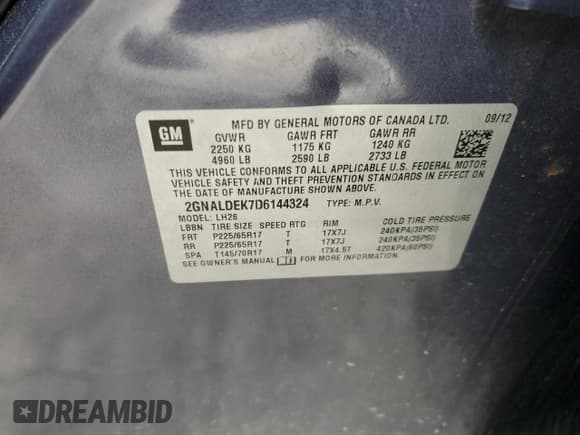 GM
MFD BY GENERAL MOTORS OF CANADA LTD. 09/12
GVWR GAWR FRT GAWR RR
2250 KG 1175 KG 1240 KG
4960 LB 2590 LB 2733 LB
THIS VEHICLE CONFORMS TO ALL APPLICABLE U.S. FEDERAL MOTOR
VEHICLE SAFETY AND THEFT PREVENTION STANDARDS IN EFFECT ON
THE DATE OF MANUFACTURE SHOWN ABOVE.
2GNALDEK7D6144324 TYPE: M.P.V.
MODEL: LH26
LBBN TIRE SIZE SPEED RTG RIM COLD TIRE PRESSURE
FRT P225/65R17 T 17X7J 240KPA(35PSI)
RR P225/65R17 T 17X7J 240KPA(35PSI)
SPA T145/70R17 M 17X4.5T 420KPA(60PSI)
SEE OWNER'S MANUAL FOR MORE INFORMATION.
DREAMBID